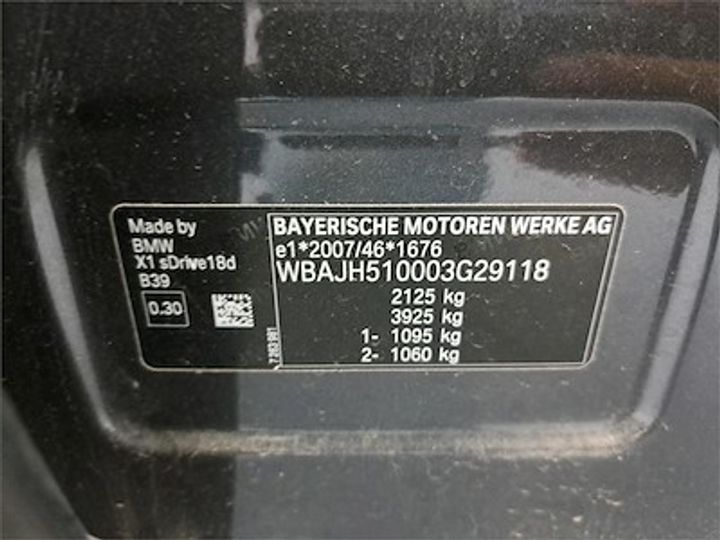 Made by
BMW
X1 sDrive18d
B39
0.30
BAYERISCHE MOTOREN WERKE AG
e1*2007/46*1676
WBAJH510003G29118
2125 kg
3925 kg
1- 1095 kg
2- 1060 kg